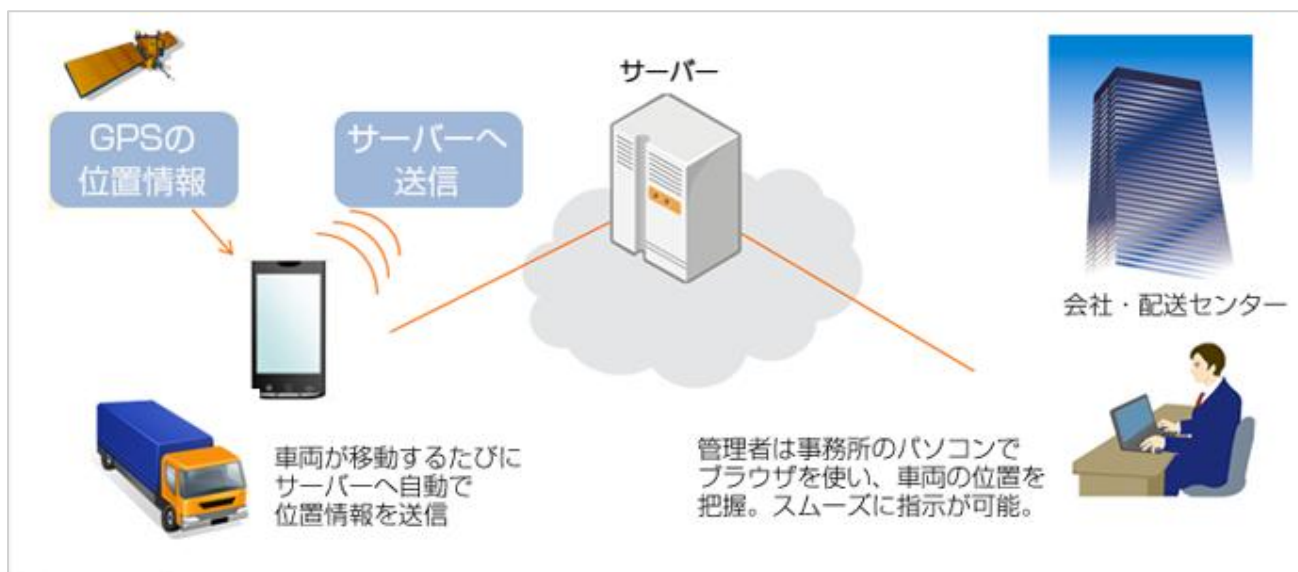 GPSの
位置情報
サーバーへ
送信
サーバー
会社・配送センター
車両が移動するたびに
サーバーへ自動で
位置情報を送信
管理者は事務所のパソコンで
ブラウザを使い、車両の位置を
把握。スムーズに指示が可能。